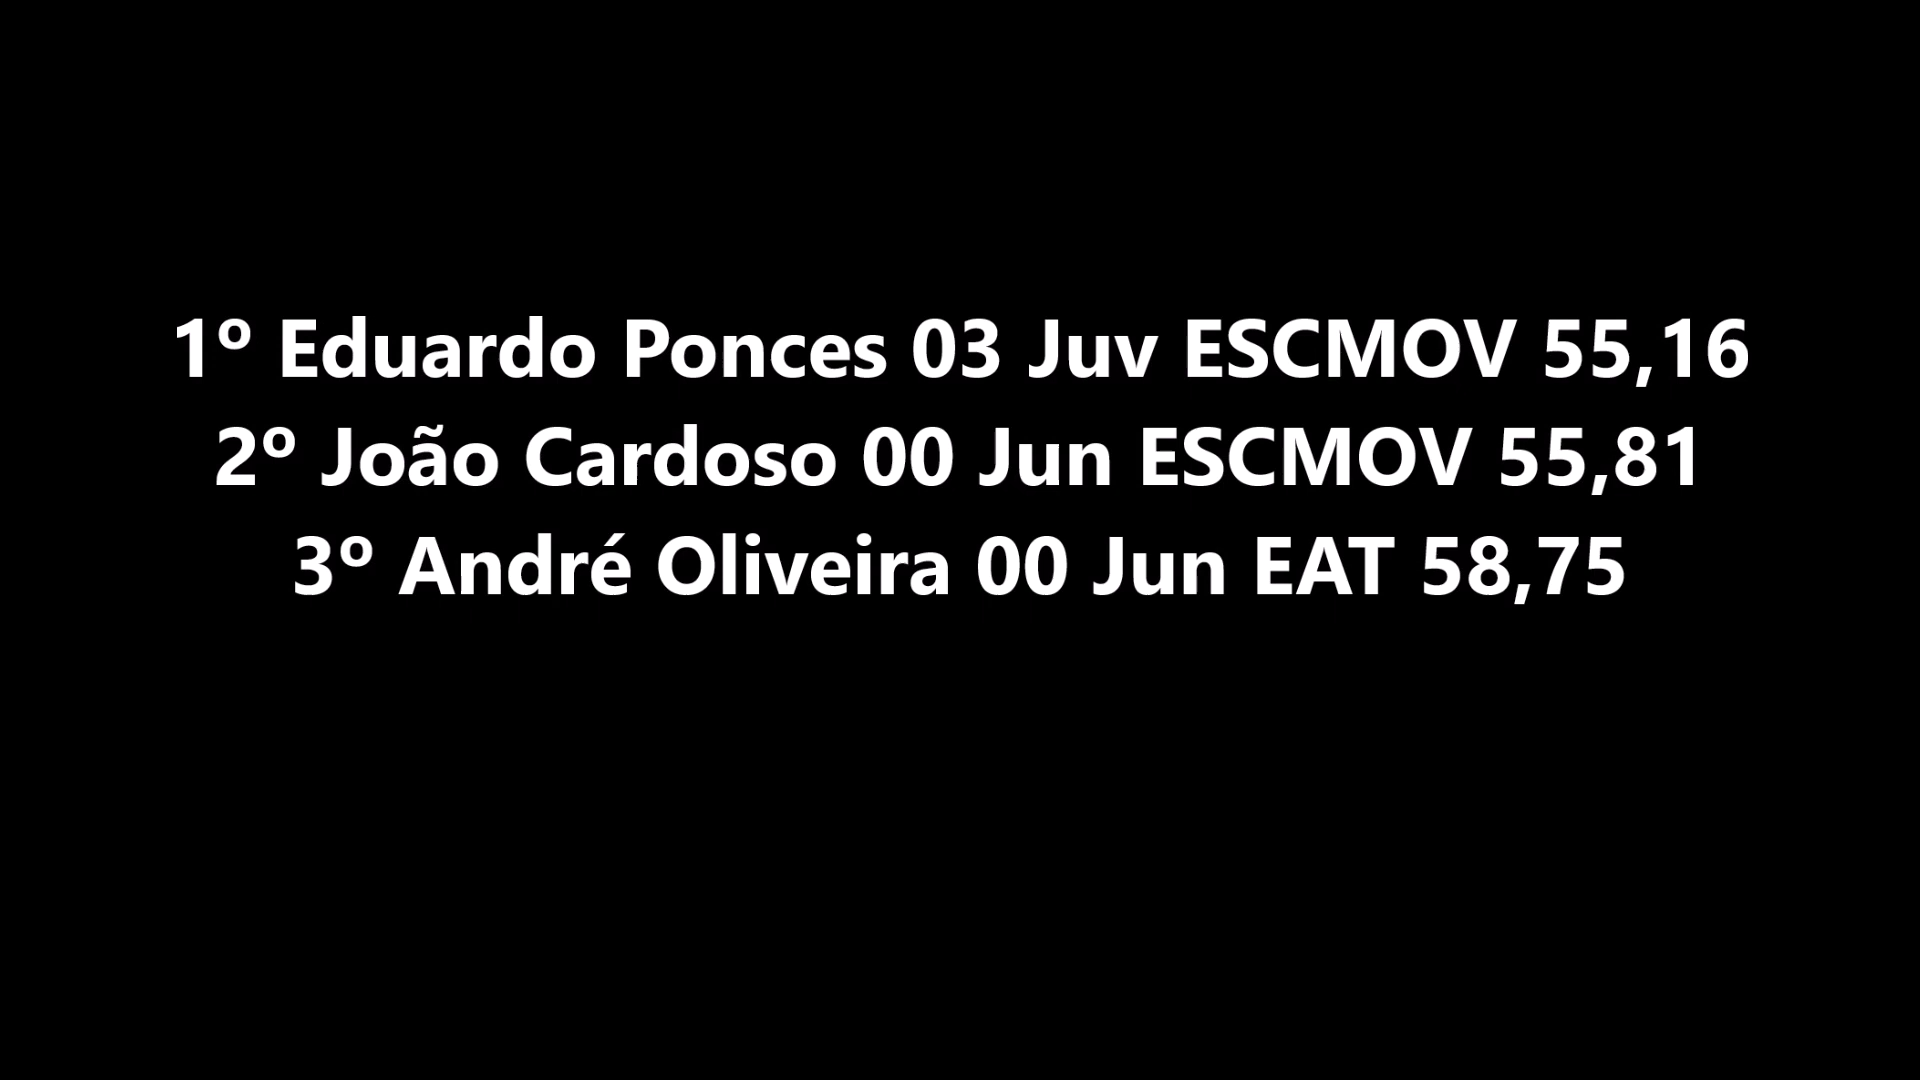 1º Eduardo Ponces 03 Juv ESCMOV 55,16
2º João Cardoso 00 Jun ESCMOV 55,81
3º André Oliveira 00 Jun EAT 58,75